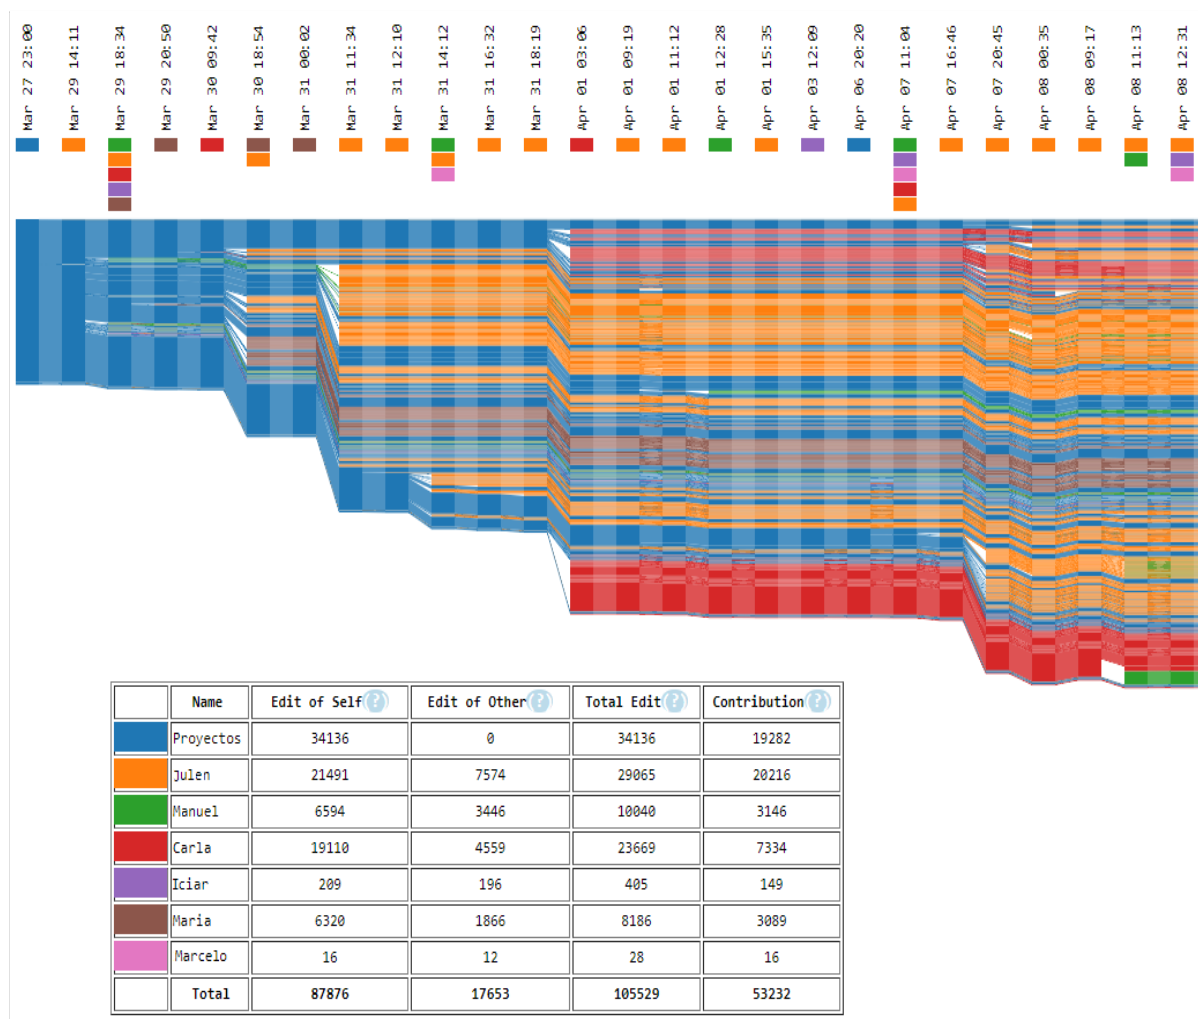 Mar 27 23:00
Mar 29 14:11
Mar 29 18:34
Mar 29 20:50
Mar 30 09:42
Mar 30 18:54
Mar 31 00:02
Mar 31 11:34
Mar 31 12:10
Mar 31 14:12
Mar 31 16:32
Mar 31 18:19
Apr 01 03:06
Apr 01 09:19
Apr 01 11:12
Apr 01 12:28
Apr 01 15:35
Apr 03 12:09
Apr 06 20:20
Apr 07 11:04
Apr 07 16:46
Apr 07 20:45
Apr 08 00:35
Apr 08 09:17
Apr 08 11:13
Apr 08 12:31
Name Edit of Self ? Edit of Other ? Total Edit ? Contribution ?
Proyectos 34136 0 34136 19282
Julen 21491 7574 29065 20216
Manuel 6594 3446 10040 3146
Carla 19110 4559 23669 7334
Iciar 209 196 405 149
Maria 6320 1866 8186 3089
Marcelo 16 12 28 16
Total 87876 17653 105529 53232